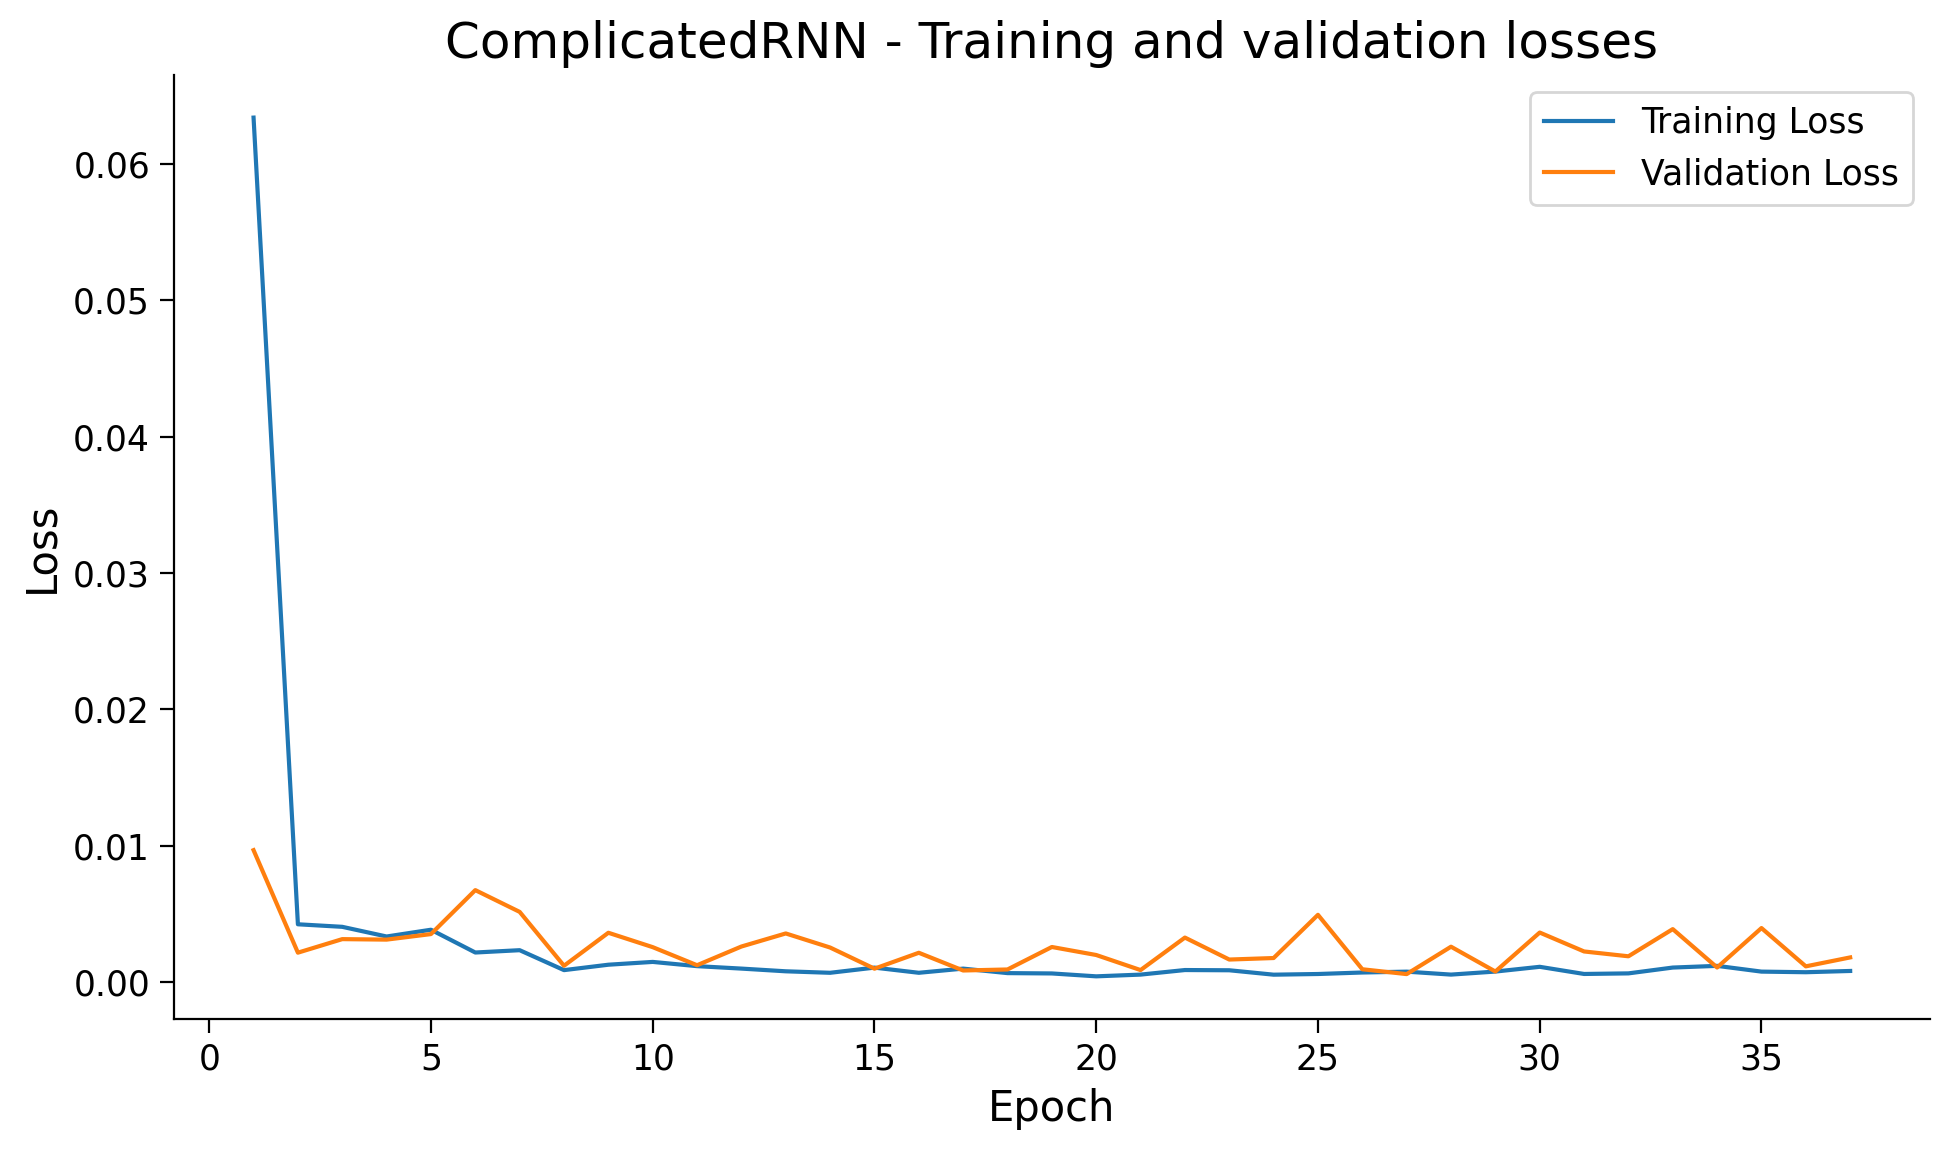 ComplicatedRNN - Training and validation losses
Training Loss
Validation Loss
0.06
0.05
0.04
0.03
0.02
0.01
0.00
Loss
0 5 10 15 20 25 30 35
Epoch